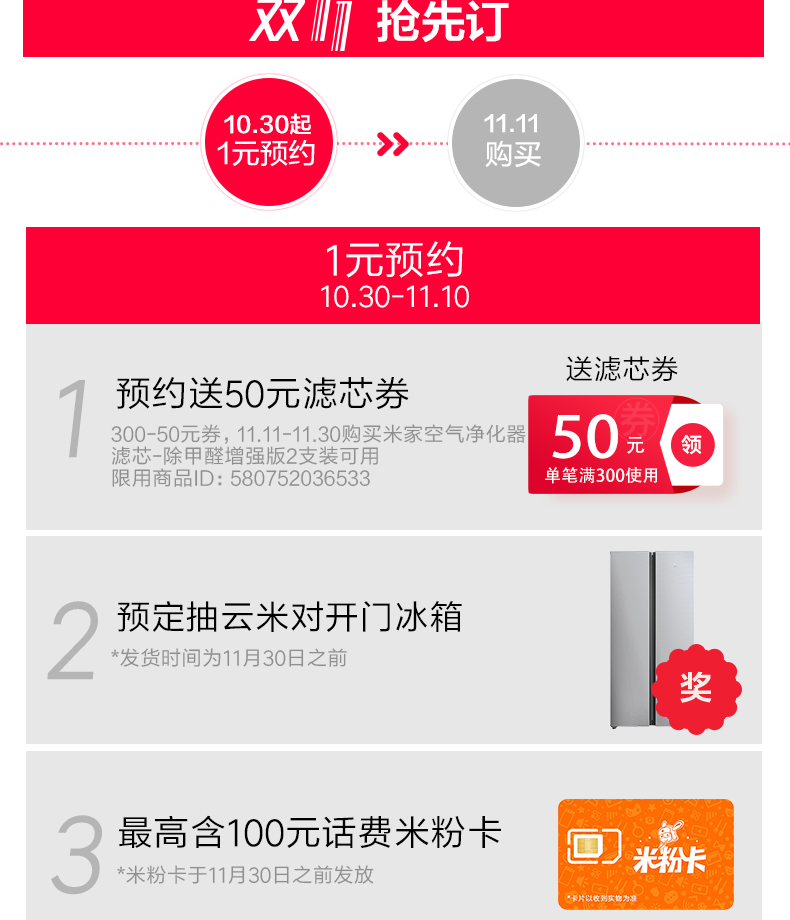 双11 抢先订
10.30起
1元预约
11.11
购买
1元预约
10.30-11.10
1
预约送50元滤芯券
300-50元券，11.11-11.30购买米家空气净化器
滤芯-除甲醛增强版2支装可用
限用商品ID：580752036533
送滤芯券
券
50元
领
单笔满300使用
2
预定抽云米对开门冰箱
*发货时间为11月30日之前
奖
3
最高含100元话费米粉卡
*米粉卡于11月30日之前发放
米粉卡
*卡片以收到实物为准